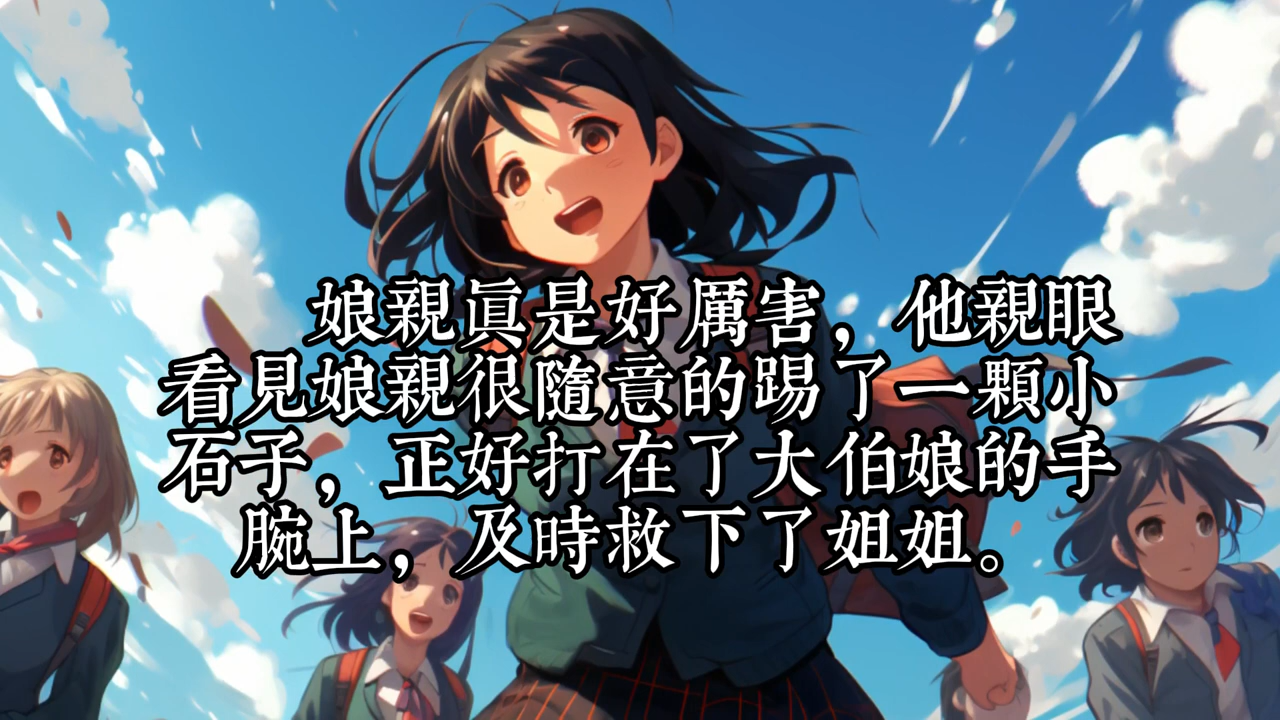 娘親眞是好厲害，他親眼
看見娘親很隨意的踢了一顆小
石子，正好打在了大伯娘的手
腕上，及時救下了姐姐。